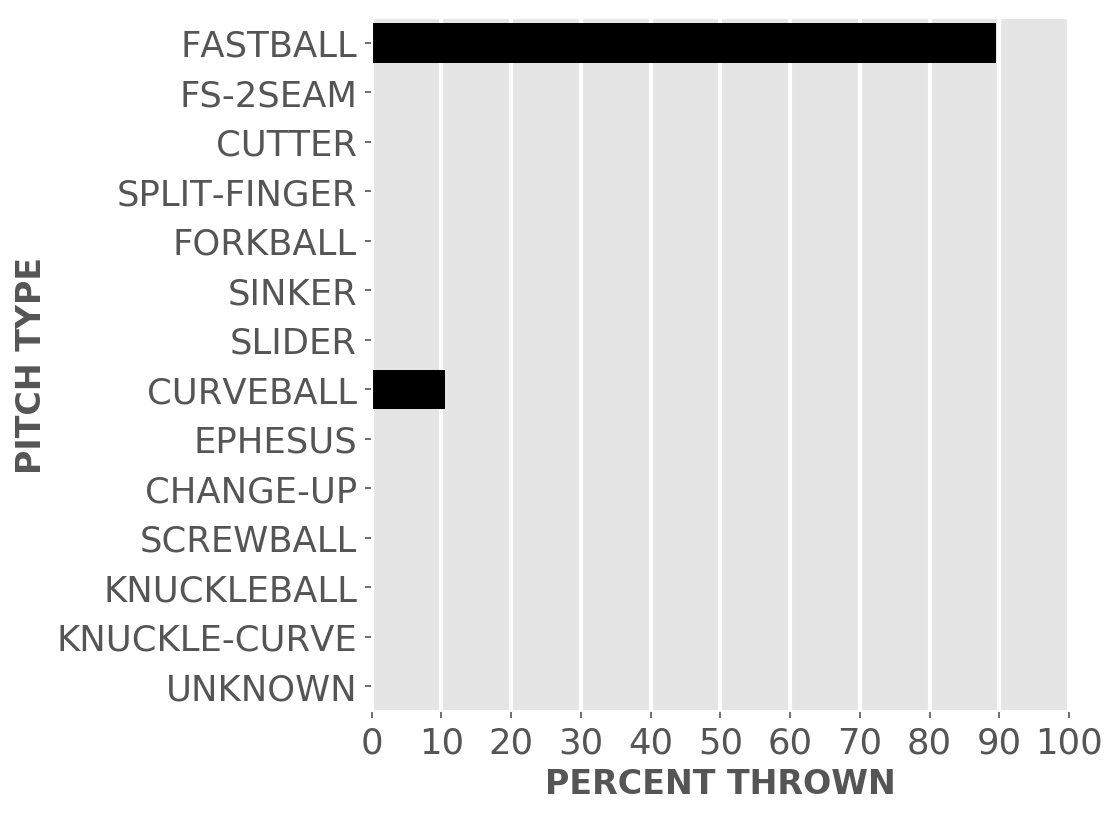 FASTBALL
FS-2SEAM
CUTTER
SPLIT-FINGER
FORKBALL
SINKER
SLIDER
CURVEBALL
EPHESUS
CHANGE-UP
SCREWBALL
KNUCKLEBALL
KNUCKLE-CURVE
UNKNOWN
PITCH TYPE
0 10 20 30 40 50 60 70 80 90 100
PERCENT THROWN